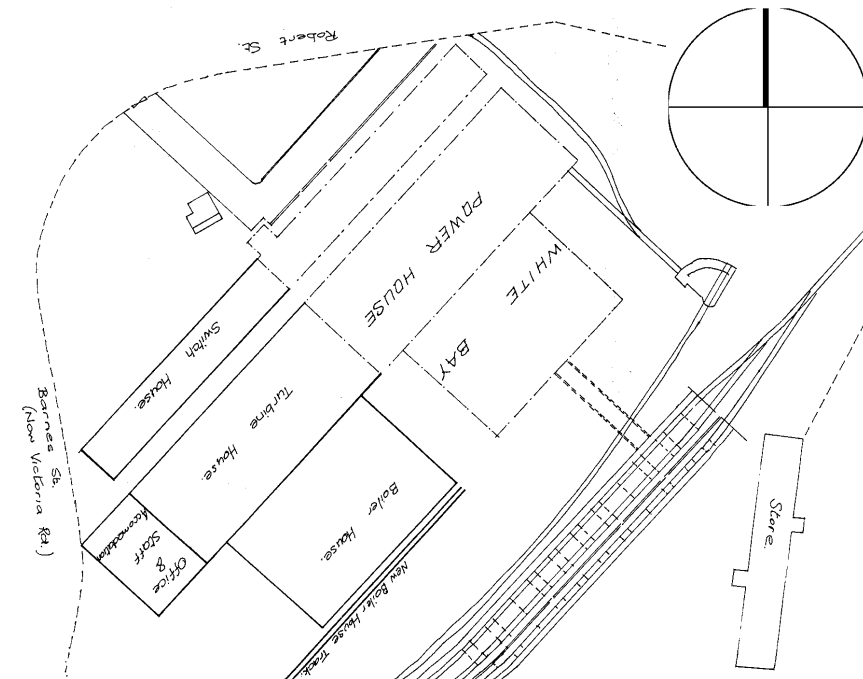 Robert St.
POWER HOUSE
WHITE
BAY
Switch
House.
Turbine
House.
Boiler
House.
Office
&
Staff
Accomodation
New Boiler House Track.
Barnes St.
(Now Victoria Rd.)
Store